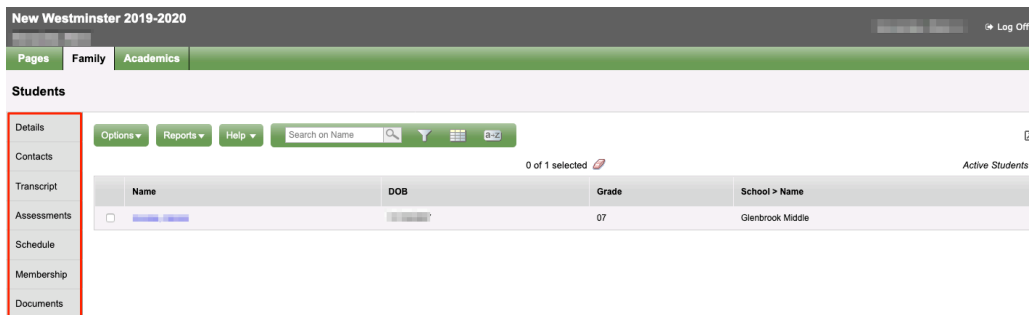 New Westminster 2019-2020
Log Off
Pages Family Academics
Students
Details
Contacts
Transcript
Assessments
Schedule
Membership
Documents
Options Reports Help Search on Name a-z
0 of 1 selected Active Students
Name DOB Grade School > Name
07 Glenbrook Middle